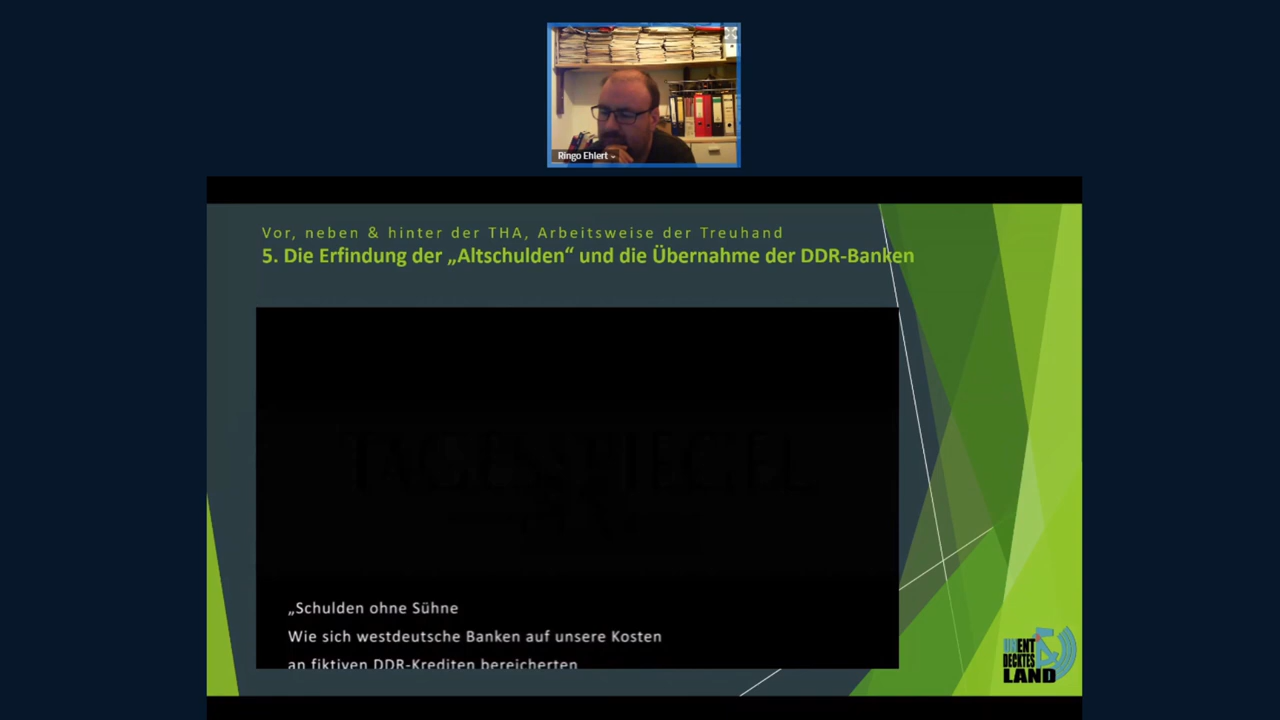 Ringo Ehlert
Vor, neben & hinter der THA, Arbeitsweise der Treuhand
5. Die Erfindung der „Altschulden“ und die Übernahme der DDR-Banken
TAGESSPIEGEL
„Schulden ohne Sühne
Wie sich westdeutsche Banken auf unsere Kosten
an fiktiven DDR-Krediten bereicherten
UNENT
DECKTES
LAND